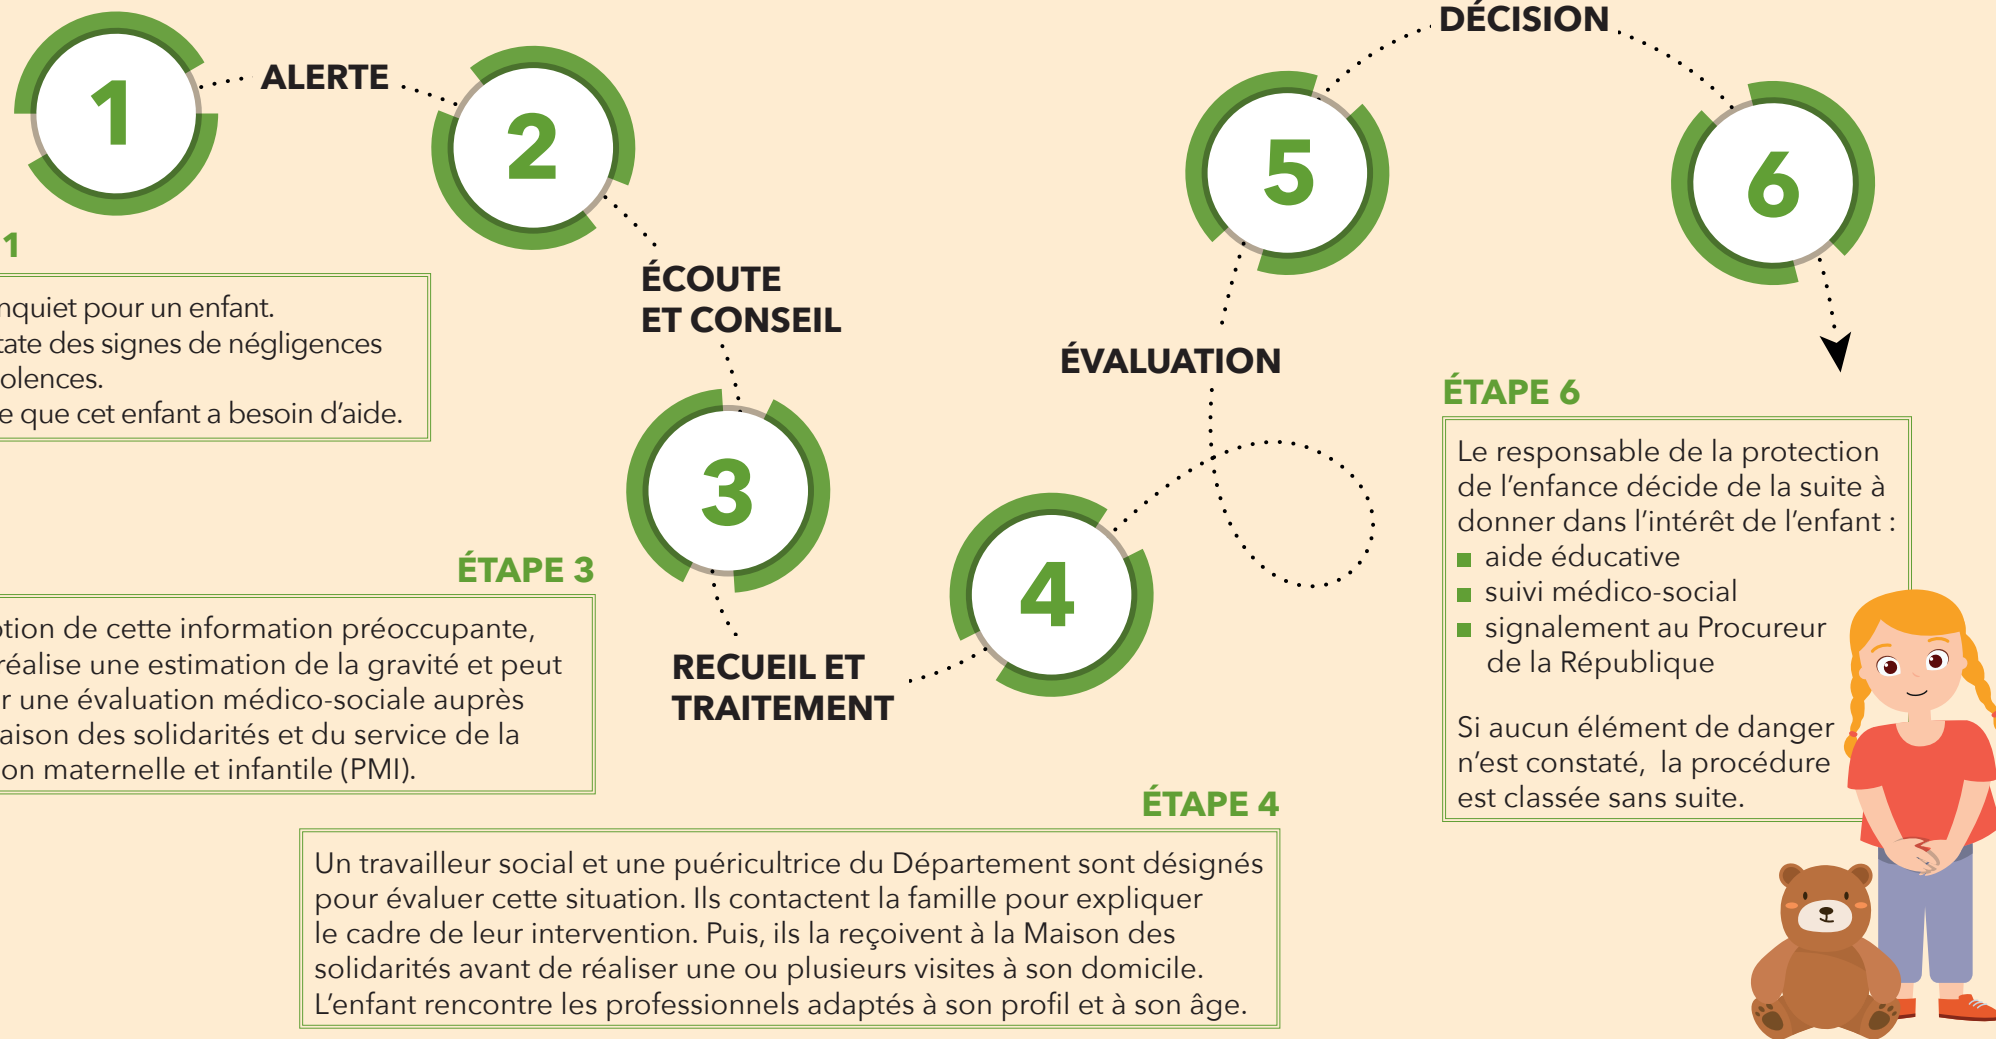 1
ALERTE
2
ÉCOUTE
ET CONSEIL
3
RECUEIL ET
TRAITEMENT
4
ÉVALUATION
5
DÉCISION
6
1
inquiet pour un enfant.
des signes de négligences
que cet enfant a besoin d'aide.
ÉTAPE 3
de cette information préoccupante,
réalise une estimation de la gravité et peut
une évaluation médico-sociale auprès
des solidarités et du service de la
maternelle et infantile (PMI).
ÉTAPE 4
Un travailleur social et une puéricultrice du Département sont désignés
pour évaluer cette situation. Ils contactent la famille pour expliquer
le cadre de leur intervention. Puis, ils la reçoivent à la Maison des
solidarités avant de réaliser une ou plusieurs visites à son domicile.
L'enfant rencontre les professionnels adaptés à son profil et à son âge.
ÉTAPE 6
Le responsable de la protection
de l'enfance décide de la suite à
donner dans l'intérêt de l'enfant :
aide éducative
suivi médico-social
signalement au Procureur
de la République
Si aucun élément de danger
n'est constaté, la procédure
est classée sans suite.